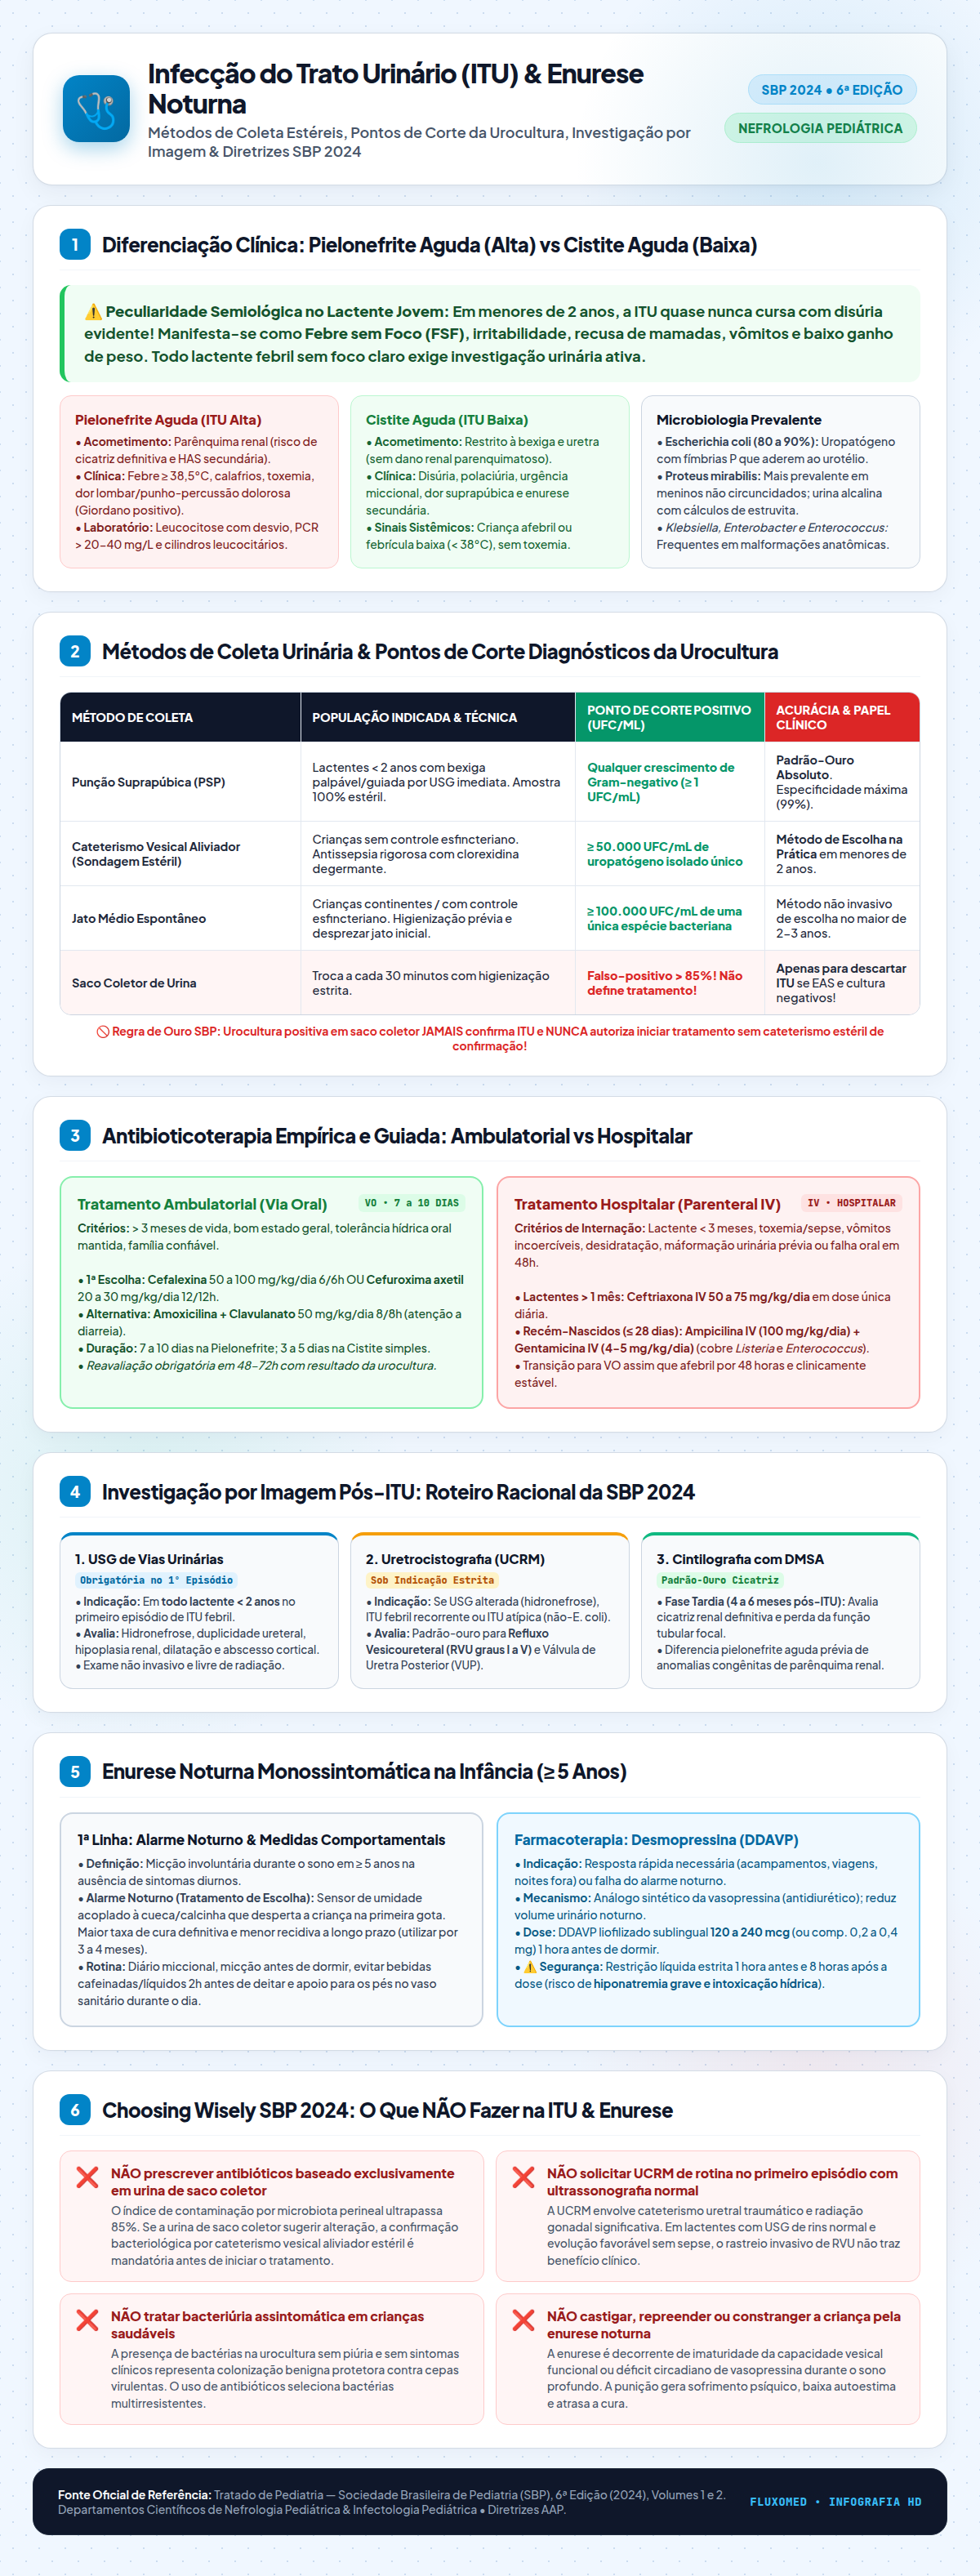 Infecção do Trato Urinário (ITU) & Enurese
Noturna
Métodos de Coleta Estéreis, Pontos de Corte da Urocultura, Investigação por
Imagem & Diretrizes SBP 2024
SBP 2024 • 6ª EDIÇÃO
NEFROLOGIA PEDIÁTRICA
1 Diferenciação Clínica: Pielonefrite Aguda (Alta) vs Cistite Aguda (Baixa)
⚠️ Peculiaridade Semiológica no Lactente Jovem: Em menores de 2 anos, a ITU quase nunca cursa com disúria
evidente! Manifesta-se como Febre sem Foco (FSF), irritabilidade, recusa de mamadas, vômitos e baixo ganho
de peso. Todo lactente febril sem foco claro exige investigação urinária ativa.
Pielonefrite Aguda (ITU Alta)
• Acometimento: Parênquima renal (risco de
cicatriz definitiva e HAS secundária).
• Clínica: Febre ≥ 38,5°C, calafrios, toxemia,
dor lombar/punho-percussão dolorosa
(Giordano positivo).
• Laboratório: Leucocitose com desvio, PCR
> 20-40 mg/L e cilindros leucocitários.
Cistite Aguda (ITU Baixa)
• Acometimento: Restrito à bexiga e uretra
(sem dano renal parenquimatoso).
• Clínica: Disúria, polaciúria, urgência
miccional, dor suprapúbica e enurese
secundária.
• Sinais Sistêmicos: Criança afebril ou
febrícula baixa (< 38°C), sem toxemia.
Microbiologia Prevalente
• Escherichia coli (80 a 90%): Uropatógeno
com fímbrias P que aderem ao urotélio.
• Proteus mirabilis: Mais prevalente em
meninos não circuncidados; urina alcalina
com cálculos de estruvita.
• Klebsiella, Enterobacter e Enterococcus:
Frequentes em malformações anatômicas.
2 Métodos de Coleta Urinária & Pontos de Corte Diagnósticos da Urocultura
MÉTODO DE COLETA
POPULAÇÃO INDICADA & TÉCNICA
PONTO DE CORTE POSITIVO
(UFC/ML)
ACURÁCIA & PAPEL
CLÍNICO
Punção Suprapúbica (PSP)
Lactentes < 2 anos com bexiga
palpável/guiada por USG imediata. Amostra
100% estéril.
Qualquer crescimento de
Gram-negativo (≥ 1
UFC/mL)
Padrão-Ouro
Absoluto.
Especificidade máxima
(99%).
Cateterismo Vesical Aliviador
(Sondagem Estéril)
Crianças sem controle esfincteriano.
Antissepsia rigorosa com clorexidina
degermante.
≥ 50.000 UFC/mL de
uropatógeno isolado único
Método de Escolha na
Prática em menores de
2 anos.
Jato Médio Espontâneo
Crianças continentes / com controle
esfincteriano. Higienização prévia e
desprezar jato inicial.
≥ 100.000 UFC/mL de uma
única espécie bacteriana
Método não invasivo
de escolha no maior de
2-3 anos.
Saco Coletor de Urina
Troca a cada 30 minutos com higienização
estrita.
Falso-positivo > 85%! Não
define tratamento!
Apenas para descartar
ITU se EAS e cultura
negativos!
🚫 Regra de Ouro SBP: Urocultura positiva em saco coletor JAMAIS confirma ITU e NUNCA autoriza iniciar tratamento sem cateterismo estéril de
confirmação!
3 Antibioticoterapia Empírica e Guiada: Ambulatorial vs Hospitalar
Tratamento Ambulatorial (Via Oral)
VO • 7 a 10 DIAS
Critérios: > 3 meses de vida, bom estado geral, tolerância hídrica oral
mantida, família confiável.
• 1ª Escolha: Cefalexina 50 a 100 mg/kg/dia 6/6h OU Cefuroxima axetil
20 a 30 mg/kg/dia 12/12h.
• Alternativa: Amoxicilina + Clavulanato 50 mg/kg/dia 8/8h (atenção a
diarreia).
• Duração: 7 a 10 dias na Pielonefrite; 3 a 5 dias na Cistite simples.
• Reavaliação obrigatória em 48-72h com resultado da urocultura.
Tratamento Hospitalar (Parenteral IV)
IV • HOSPITALAR
Critérios de Internação: Lactente < 3 meses, toxemia/sepse, vômitos
incoercíveis, desidratação, máformação urinária prévia ou falha oral em
48h.
• Lactentes > 1 mês: Ceftriaxona IV 50 a 75 mg/kg/dia em dose única
diária.
• Recém-Nascidos (≤ 28 dias): Ampicilina IV (100 mg/kg/dia) +
Gentamicina IV (4-5 mg/kg/dia) (cobre Listeria e Enterococcus).
• Transição para VO assim que afebril por 48 horas e clinicamente
estável.
4 Investigação por Imagem Pós-ITU: Roteiro Racional da SBP 2024
1. USG de Vias Urinárias
Obrigatória no 1º Episódio
• Indicação: Em todo lactente < 2 anos no
primeiro episódio de ITU febril.
• Avalia: Hidronefrose, duplicidade ureteral,
hipoplasia renal, dilatação e abscesso cortical.
• Exame não invasivo e livre de radiação.
2. Uretrocistografia (UCRM)
Sob Indicação Estrita
• Indicação: Se USG alterada (hidronefrose),
ITU febril recorrente ou ITU atípica (não-E. coli).
• Avalia: Padrão-ouro para Refluxo
Vesicoureteral (RVU graus I a V) e Válvula de
Uretra Posterior (VUP).
3. Cintilografia com DMSA
Padrão-Ouro Cicatriz
• Fase Tardia (4 a 6 meses pós-ITU): Avalia
cicatriz renal definitiva e perda da função
tubular focal.
• Diferencia pielonefrite aguda prévia de
anomalias congênitas de parênquima renal.
5 Enurese Noturna Monossintomática na Infância (≥ 5 Anos)
1ª Linha: Alarme Noturno & Medidas Comportamentais
• Definição: Micção involuntária durante o sono em ≥ 5 anos na
ausência de sintomas diurnos.
• Alarme Noturno (Tratamento de Escolha): Sensor de umidade
acoplado à cueca/calcinha que desperta a criança na primeira gota.
Maior taxa de cura definitiva e menor recidiva a longo prazo (utilizar por
3 a 4 meses).
• Rotina: Diário miccional, micção antes de dormir, evitar bebidas
cafeinadas/líquidos 2h antes de deitar e apoio para os pés no vaso
sanitário durante o dia.
Farmacoterapia: Desmopressina (DDAVP)
• Indicação: Resposta rápida necessária (acampamentos, viagens,
noites fora) ou falha do alarme noturno.
• Mecanismo: Análogo sintético da vasopressina (antidiurético); reduz
volume urinário noturno.
• Dose: DDAVP liofilizado sublingual 120 a 240 mcg (ou comp. 0,2 a 0,4
mg) 1 hora antes de dormir.
• ⚠️ Segurança: Restrição líquida estrita 1 hora antes e 8 horas após a
dose (risco de hiponatremia grave e intoxicação hídrica).
6 Choosing Wisely SBP 2024: O Que NÃO Fazer na ITU & Enurese
❌ NÃO prescrever antibióticos baseado exclusivamente
em urina de saco coletor
O índice de contaminação por microbiota perineal ultrapassa
85%. Se a urina de saco coletor sugerir alteração, a confirmação
bacteriológica por cateterismo vesical aliviador estéril é
mandatória antes de iniciar o tratamento.
❌ NÃO solicitar UCRM de rotina no primeiro episódio com
ultrassonografia normal
A UCRM envolve cateterismo uretral traumático e radiação
gonadal significativa. Em lactentes com USG de rins normal e
evolução favorável sem sepse, o rastreio invasivo de RVU não traz
benefício clínico.
❌ NÃO tratar bacteriúria assintomática em crianças
saudáveis
A presença de bactérias na urocultura sem piúria e sem sintomas
clínicos representa colonização benigna protetora contra cepas
virulentas. O uso de antibióticos seleciona bactérias
multirresistentes.
❌ NÃO castigar, repreender ou constranger a criança pela
enurese noturna
A enurese é decorrente de imaturidade da capacidade vesical
funcional ou déficit circadiano de vasopressina durante o sono
profundo. A punição gera sofrimento psíquico, baixa autoestima
e atrasa a cura.
Fonte Oficial de Referência: Tratado de Pediatria — Sociedade Brasileira de Pediatria (SBP), 6ª Edição (2024), Volumes 1 e 2.
Departamentos Científicos de Nefrologia Pediátrica & Infectologia Pediátrica • Diretrizes AAP.
FLUXOMED • INFOGRAFIA HD